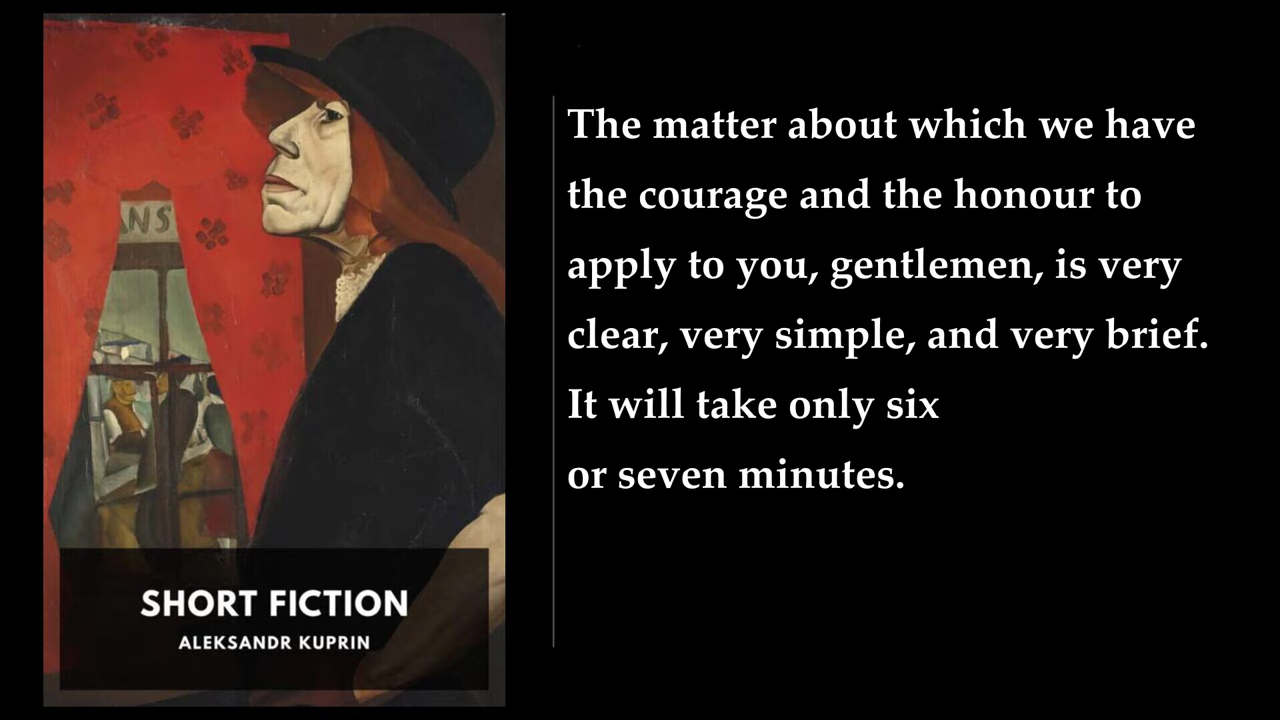 ANS
SHORT FICTION
ALEKSANDR KUPRIN
The matter about which we have
the courage and the honour to
apply to you, gentlemen, is very
clear, very simple, and very brief.
It will take only six
or seven minutes.